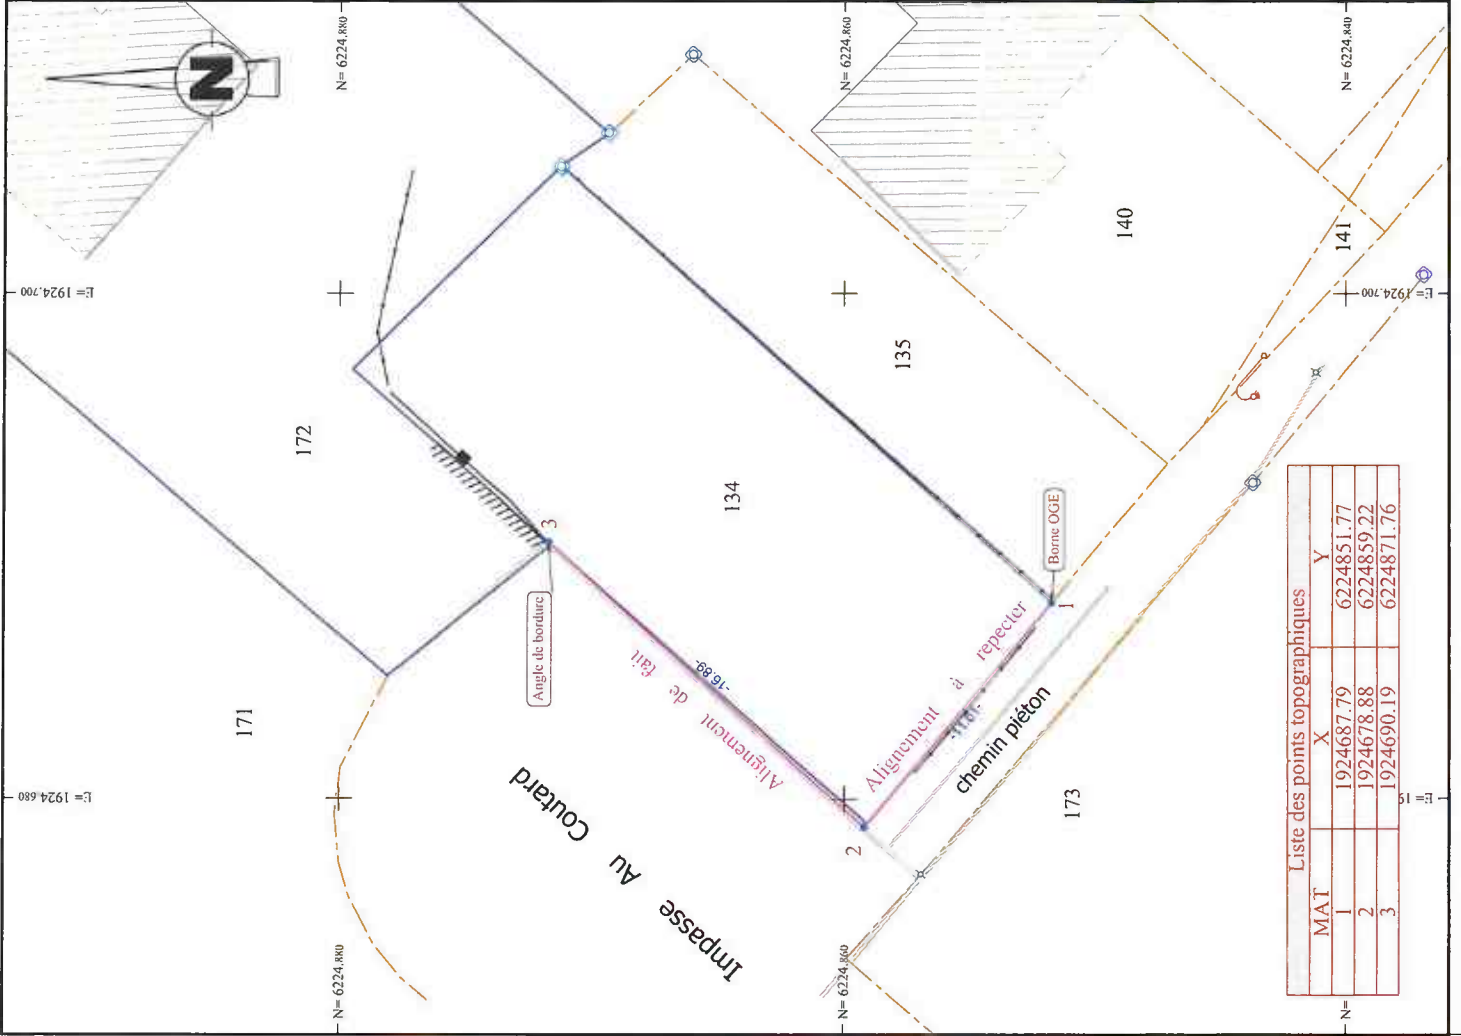 N
N= 6224.880
N= 6224.860
N= 6224.840
E= 1924.700
E= 1924.700
172
171
134
135
140
141
173
3
Angle de bordure
Borne OGE
1
2
-16.89-
Alignement de fait
Alignement à repecter
-11.61-
chemin piéton
Impasse Au Coutard
E= 1924.680
E= 19
N= 6224.880
N= 6224.860
N=
Liste des points topographiques
MAT X Y
1 1924687.79 6224851.77
2 1924678.88 6224859.22
3 1924690.19 6224871.76